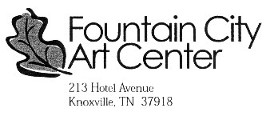 Fountain City
Art Center
213 Hotel Avenue
Knoxville, TN 37918